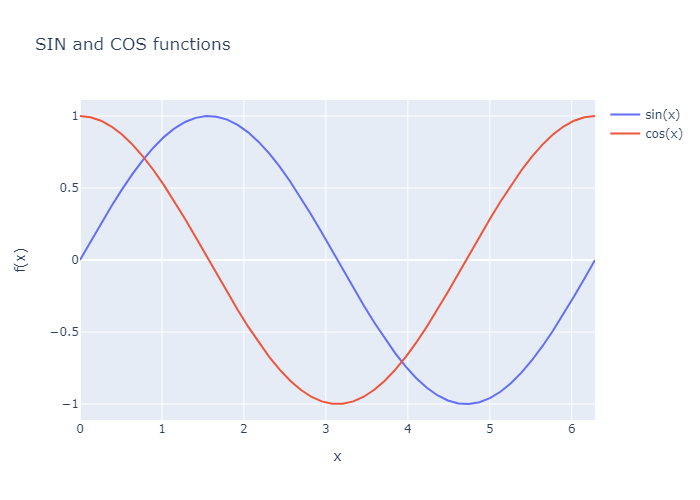 SIN and COS functions
sin(x)
cos(x)
1
0.5
0
−0.5
−1
f(x)
0 1 2 3 4 5 6
x